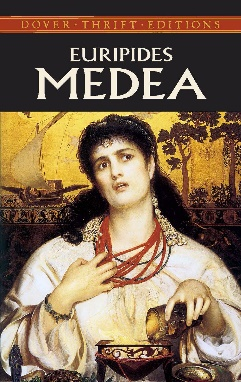 DOVER · THRIFT · EDITIONS
EURIPIDES
MEDEA